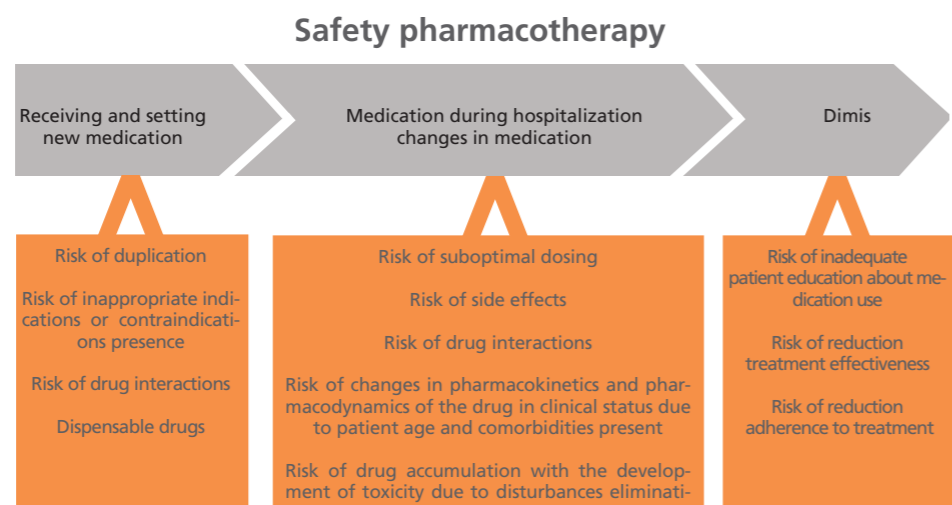 Safety pharmacotherapy
Receiving and setting
new medication
Medication during hospitalization
changes in medication
Dimis
Risk of duplication
Risk of inappropriate indi-
cations or contraindicati-
ons presence
Risk of drug interactions
Dispensable drugs
Risk of suboptimal dosing
Risk of side effects
Risk of drug interactions
Risk of changes in pharmacokinetics and phar-
macodynamics of the drug in clinical status due
to patient age and comorbidities present
Risk of drug accumulation with the develop-
ment of toxicity due to disturbances eliminati-
Risk of inadequate
patient education about me-
dication use
Risk of reduction
treatment effectiveness
Risk of reduction
adherence to treatment